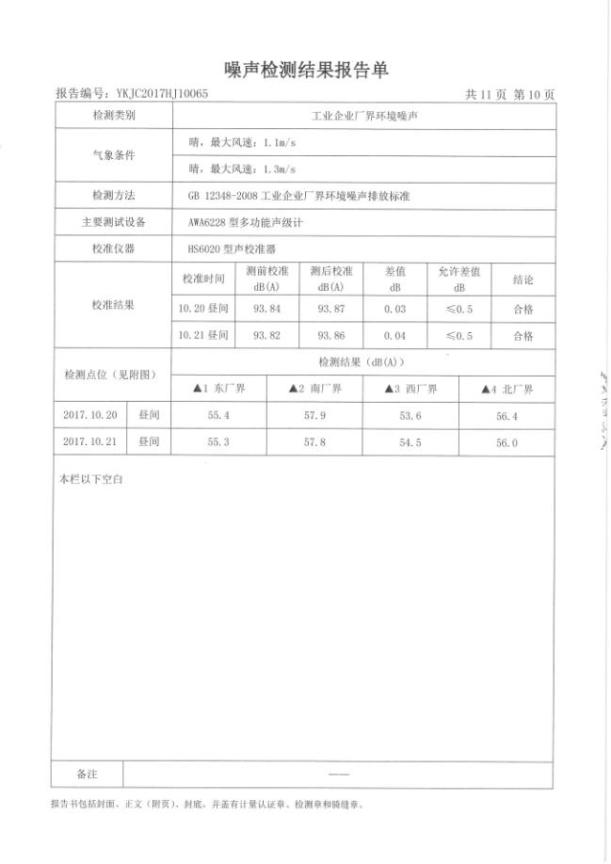 噪声检测结果报告单
报告编号：YKJC2017HJ10065 共 11 页 第 10 页
检测类别 工业企业厂界环境噪声
气象条件 晴，最大风速：1.1m/s
晴，最大风速：1.3m/s
检测方法 GB 12348-2008 工业企业厂界环境噪声排放标准
主要测试设备 AWA6228 型多功能声级计
校准仪器 HS6020 型声校准器
校准结果 校准时间 测前校准 dB(A) 测后校准 dB(A) 差值 dB 允许差值 dB 结论
10.20 昼间 93.84 93.87 0.03 ≤0.5 合格
10.21 昼间 93.82 93.86 0.04 ≤0.5 合格
检测点位（见附图） 检测结果（dB(A)）
▲1 东厂界 ▲2 南厂界 ▲3 西厂界 ▲4 北厂界
2017.10.20 昼间 55.4 57.9 53.6 56.4
2017.10.21 昼间 55.3 57.8 54.5 56.0
本栏以下空白
备注 ——
报告书包括封面、正文（附页）、封底，并盖有计量认证章、检测章和骑缝章。